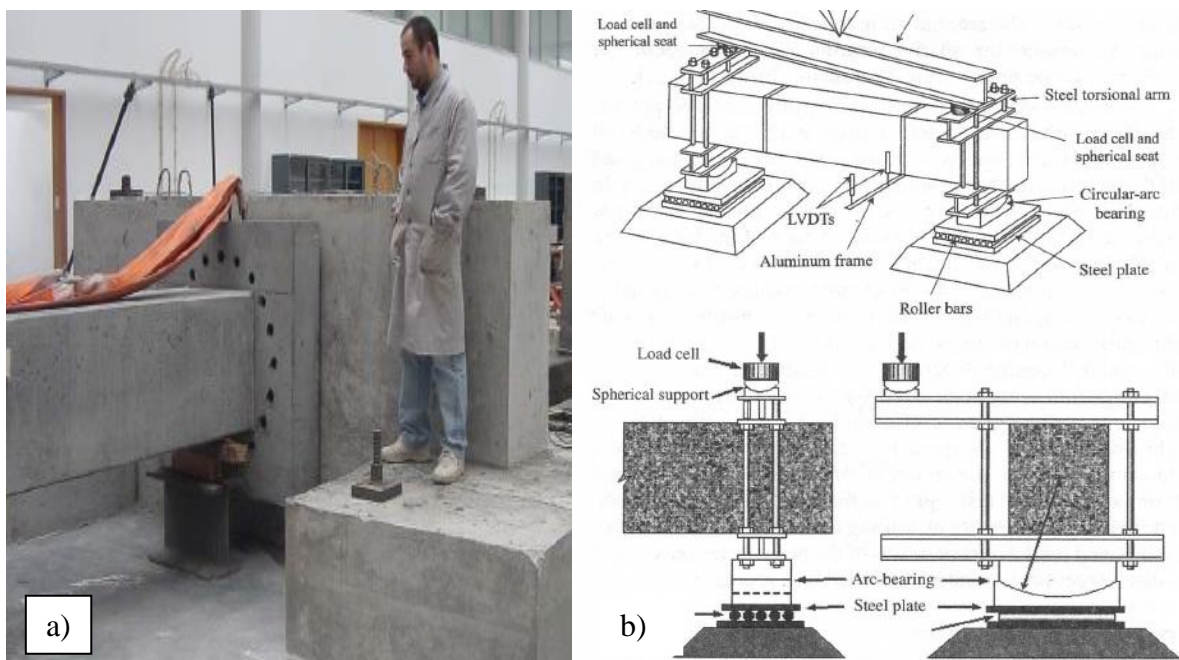 Load cell and
spherical seat
Steel torsional arm
Load cell and
spherical seat
Circular-arc
bearing
LVDTs
Aluminum frame
Steel plate
Roller bars
Load cell
Spherical support
Arc-bearing
Steel plate
a)
b)